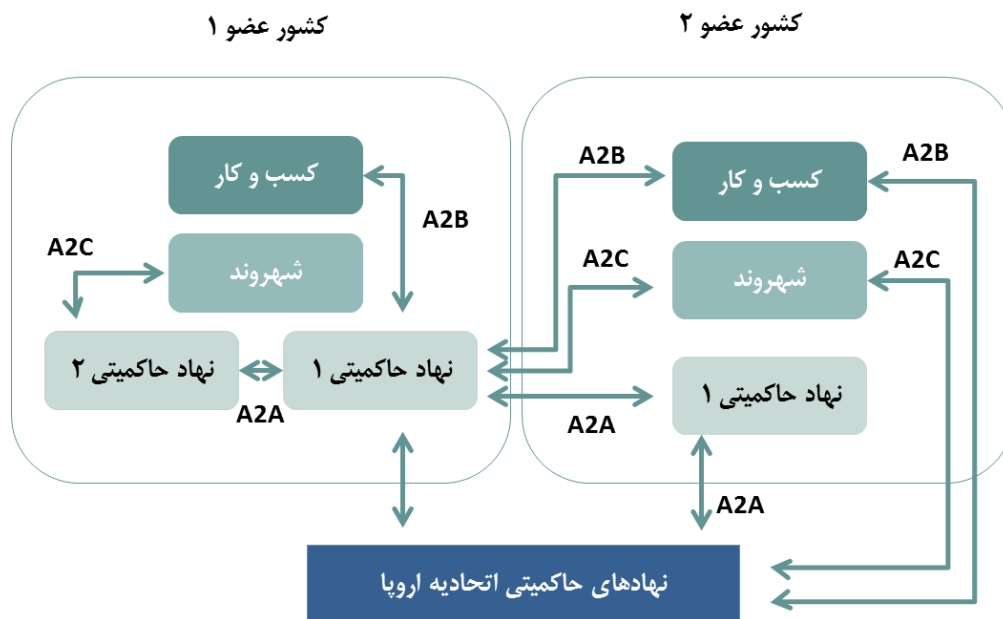 کشور عضو ۱
کشور عضو ۲
کسب و کار
A2B
A2C
شهروند
نهاد حاکمیتی ۲
نهاد حاکمیتی ۱
A2A
A2B
کسب و کار
A2B
A2C
شهروند
A2C
نهاد حاکمیتی ۱
A2A
A2A
نهادهای حاکمیتی اتحادیه اروپا